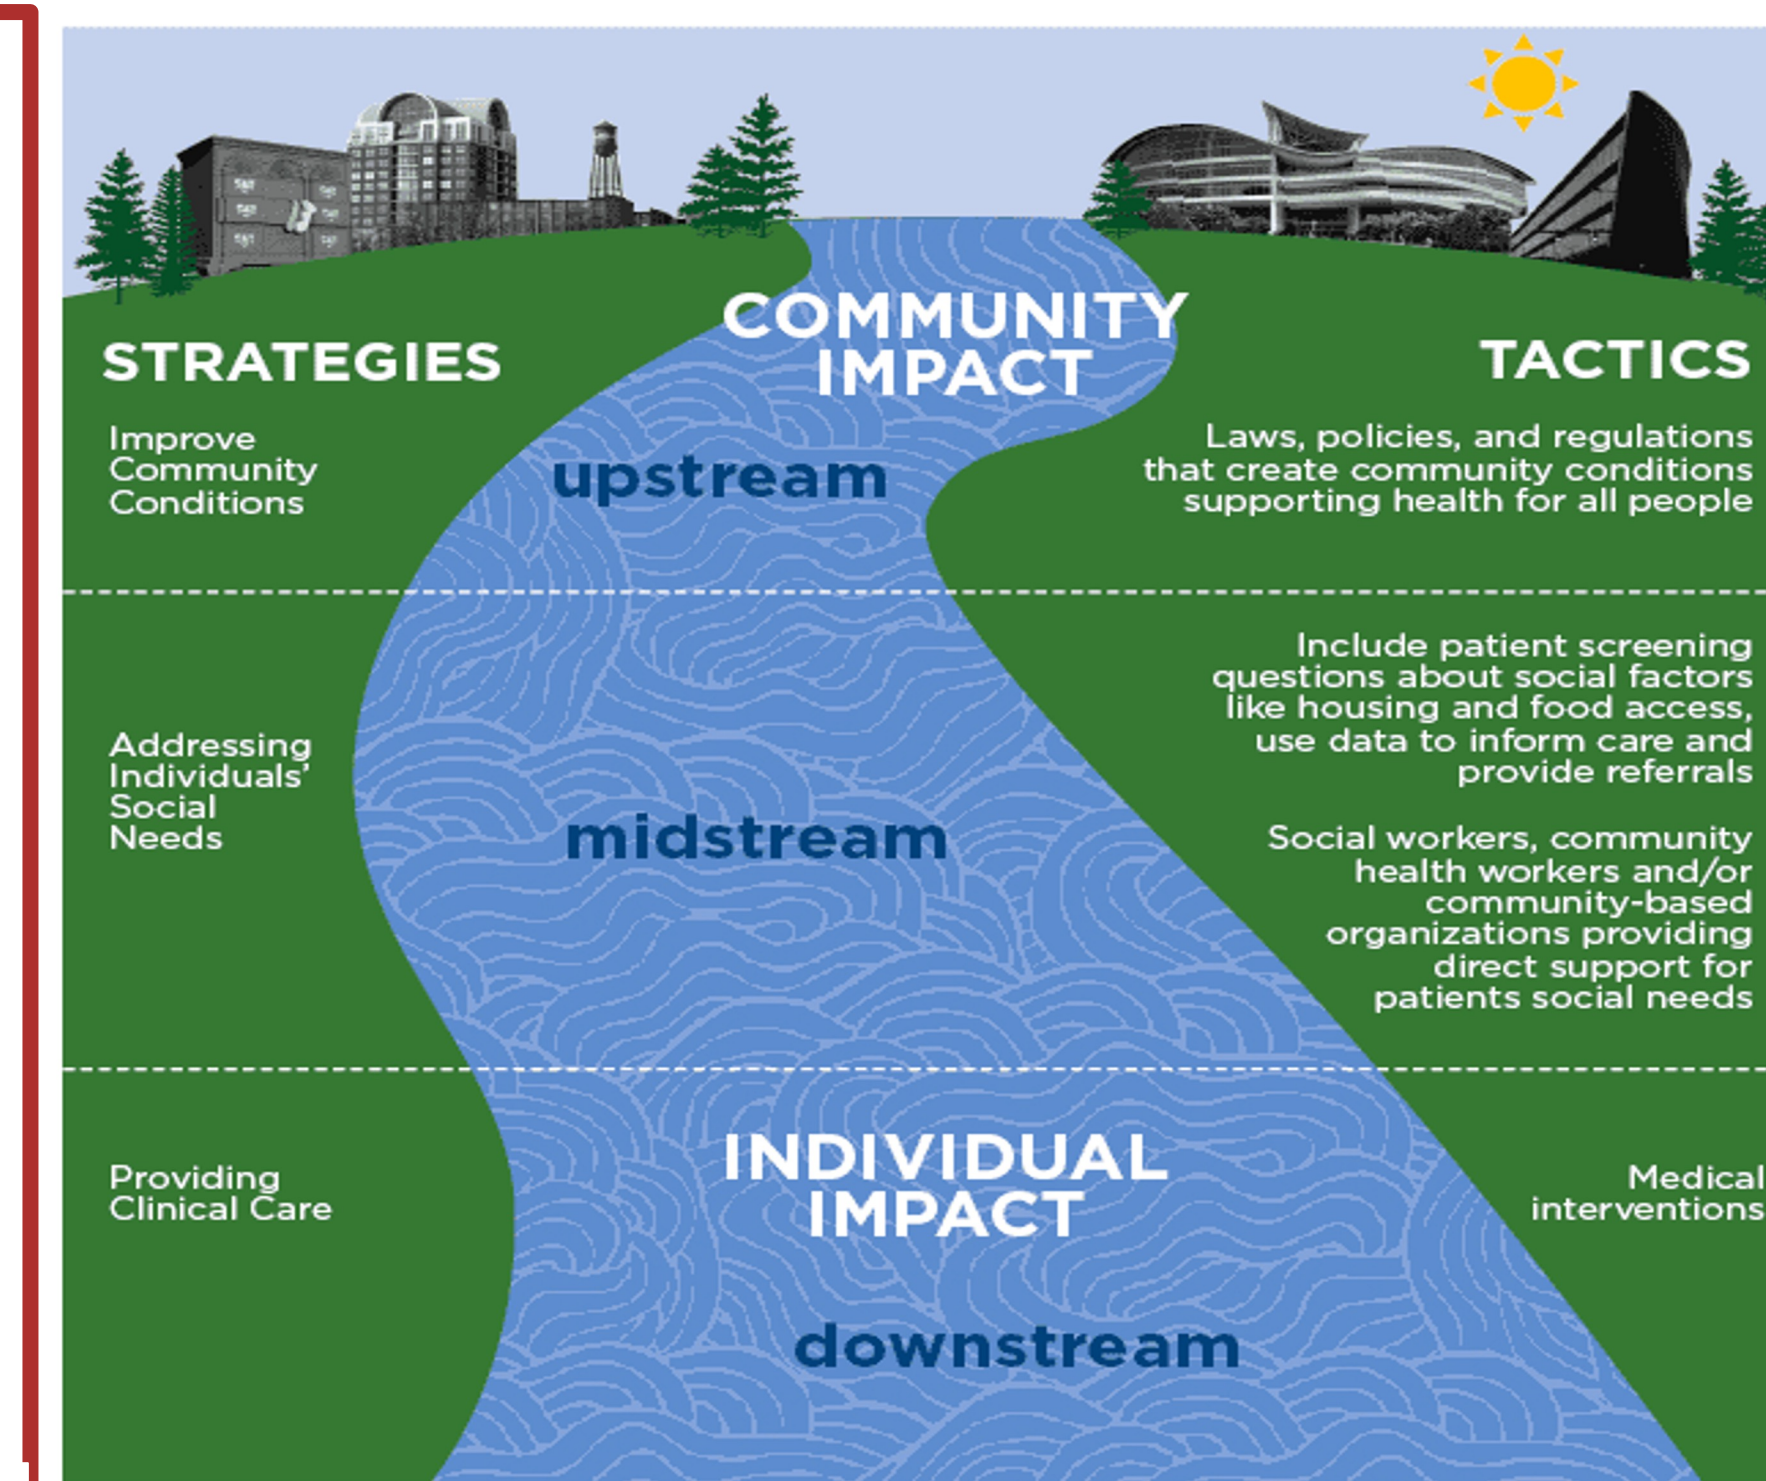 COMMUNITY
IMPACT
STRATEGIES
TACTICS
Improve
Community
Conditions
upstream
Laws, policies, and regulations
that create community conditions
supporting health for all people
Addressing
Individuals’
Social
Needs
midstream
Include patient screening
questions about social factors
like housing and food access,
use data to inform care and
provide referrals
Social workers, community
health workers and/or
community-based
organizations providing
direct support for
patients social needs
Providing
Clinical Care
INDIVIDUAL
IMPACT
downstream
Medical
interventions